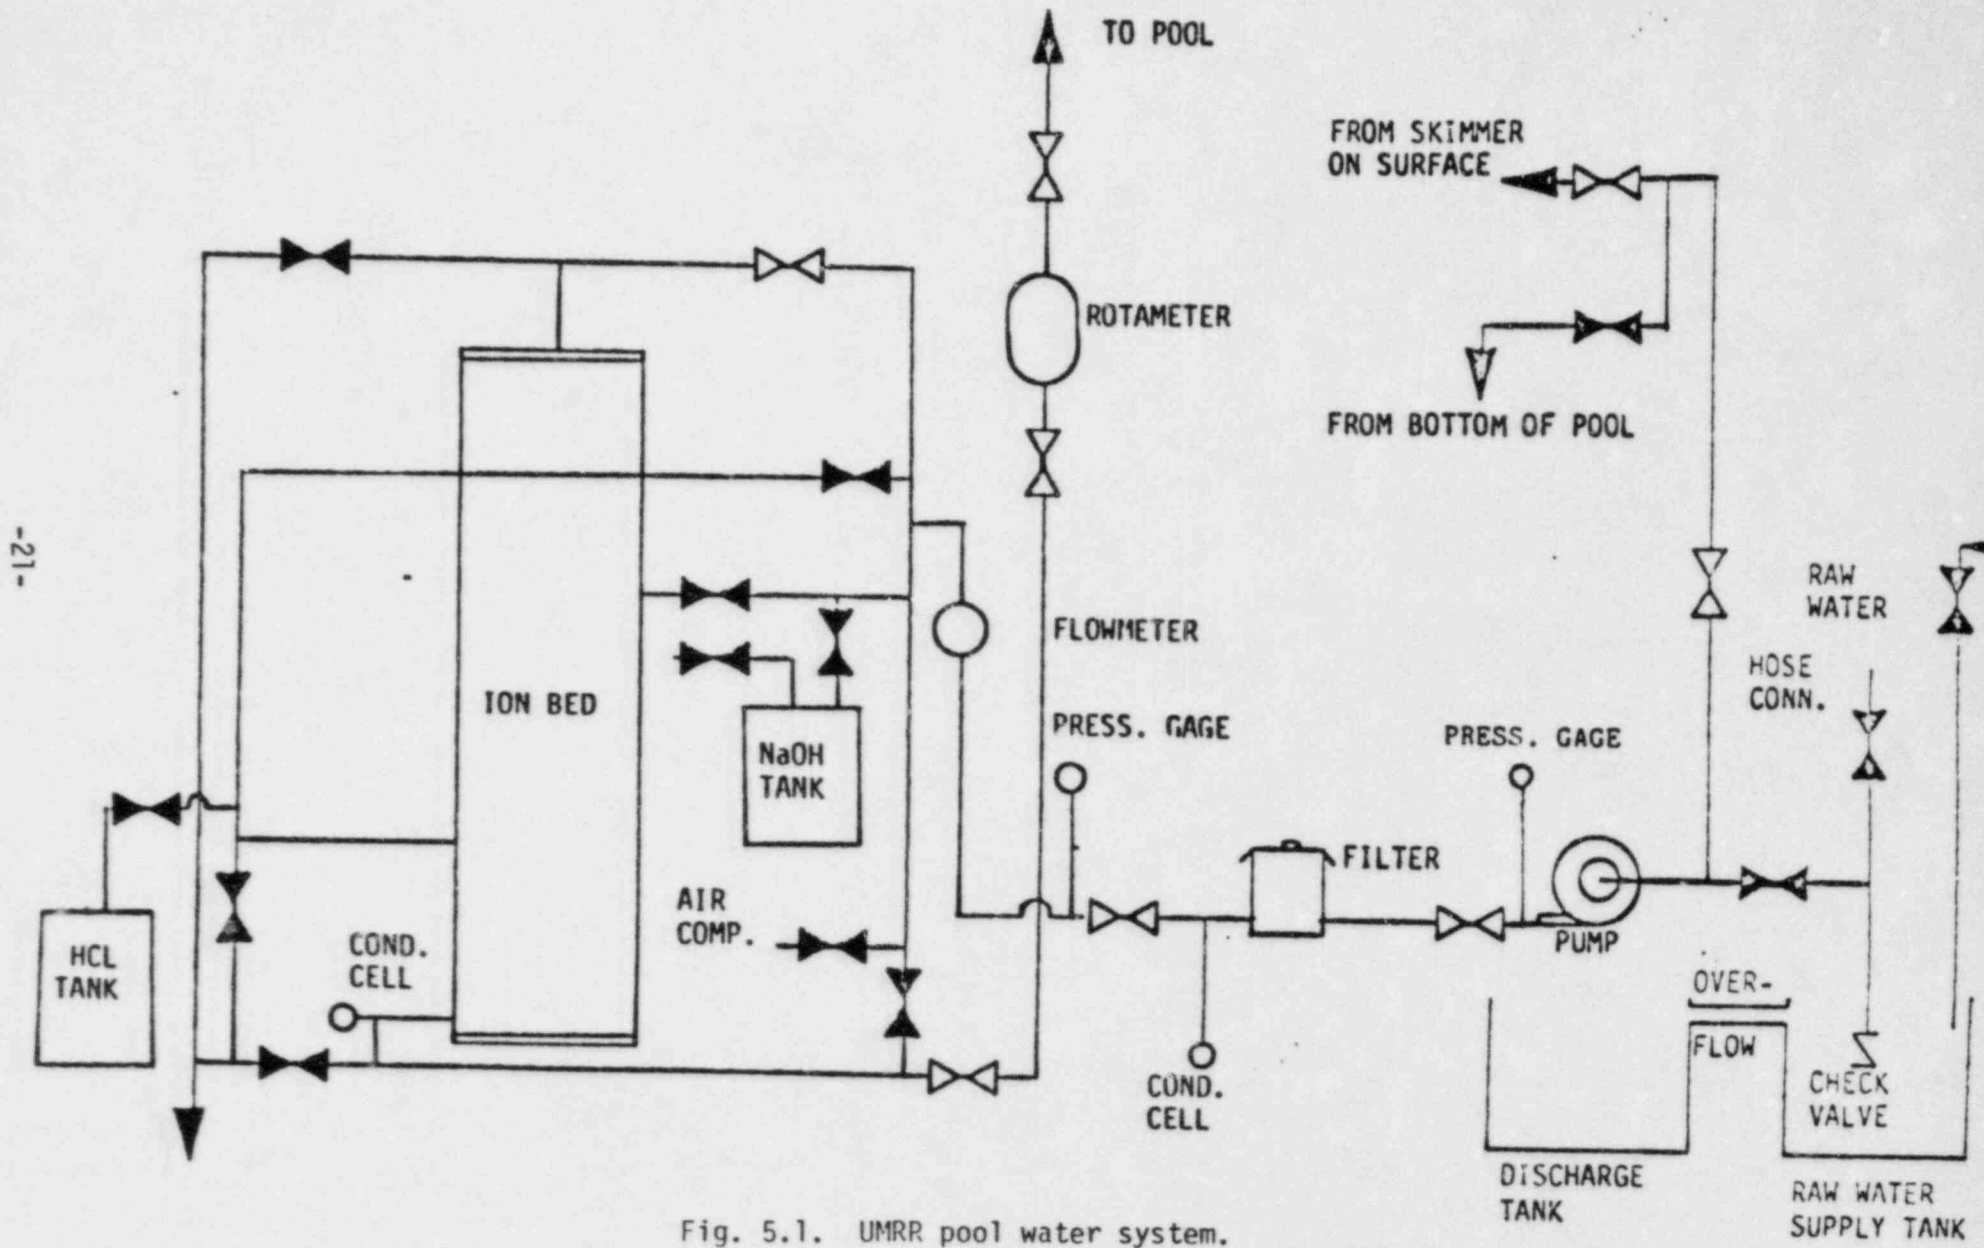 TO POOL
FROM SKIMMER
ON SURFACE
ROTAMETER
FROM BOTTOM OF POOL
-21-
RAW
WATER
FLOWMETER
HOSE
CONN.
ION BED
PRESS. GAGE
PRESS. GAGE
NaOH
TANK
FILTER
AIR
COMP.
HCL
TANK
COND.
CELL
PUMP
OVER-
FLOW
COND.
CELL
CHECK
VALVE
DISCHARGE
TANK
RAW WATER
SUPPLY TANK
Fig. 5.1. UMRR pool water system.